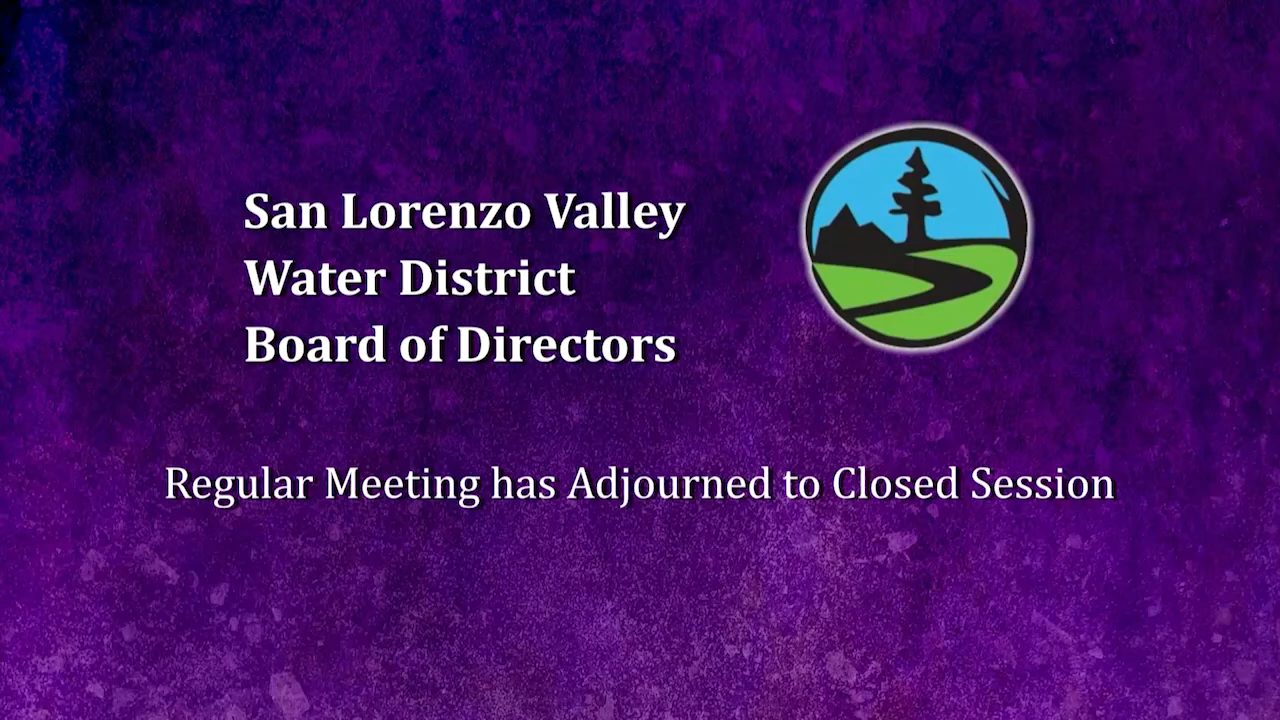 San Lorenzo Valley
Water District
Board of Directors
Regular Meeting has Adjourned to Closed Session